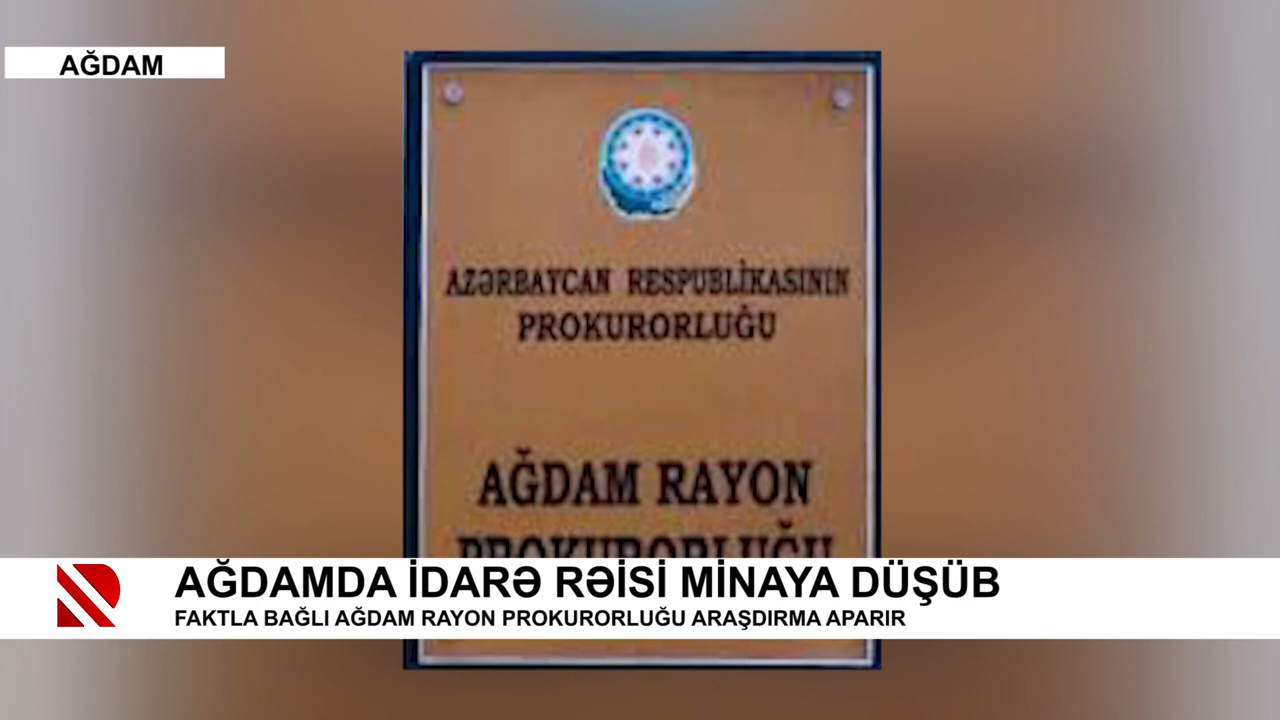 AĞDAM
AZƏRBAYCAN RESPUBLİKASININ
PROKURORLUĞU
AĞDAM RAYON
PROKURORLUĞU
AĞDAMDA İDARƏ RƏİSİ MİNAYA DÜŞÜB
FAKTLA BAĞLI AĞDAM RAYON PROKURORLUĞU ARAŞDIRMA APARIR